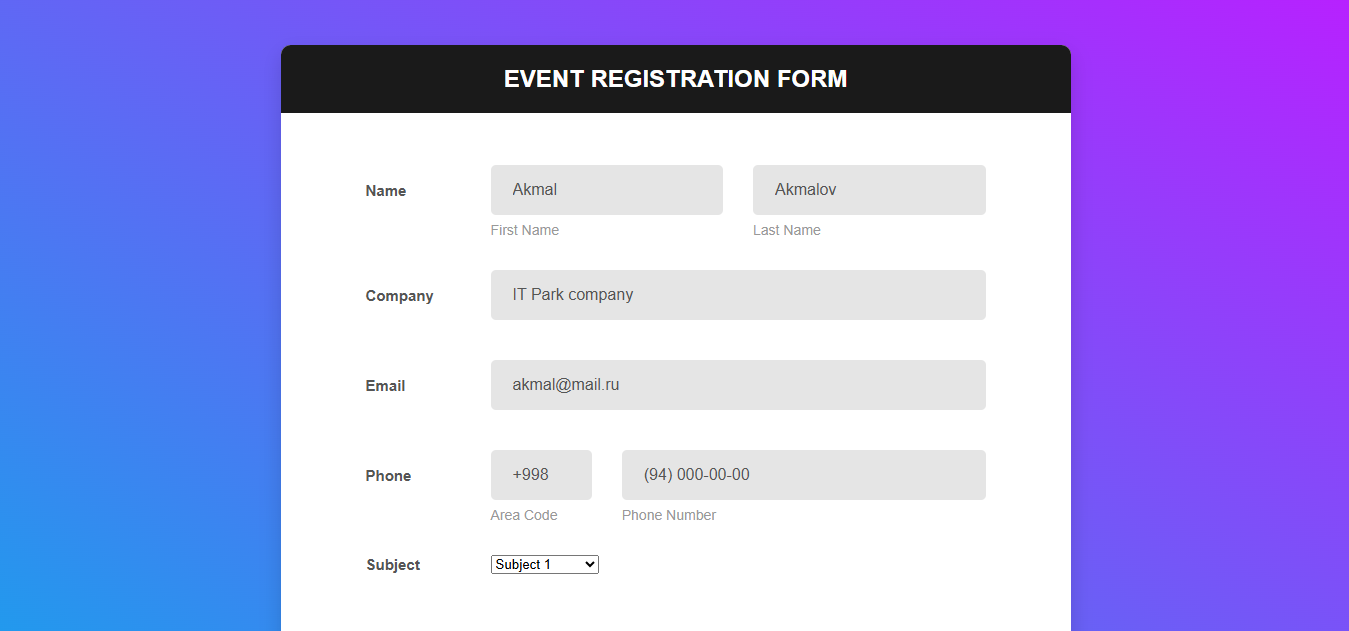 EVENT REGISTRATION FORM
Name
Akmal
Akmalov
First Name
Last Name
Company
IT Park company
Email
akmal@mail.ru
Phone
+998
(94) 000-00-00
Area Code
Phone Number
Subject
Subject 1